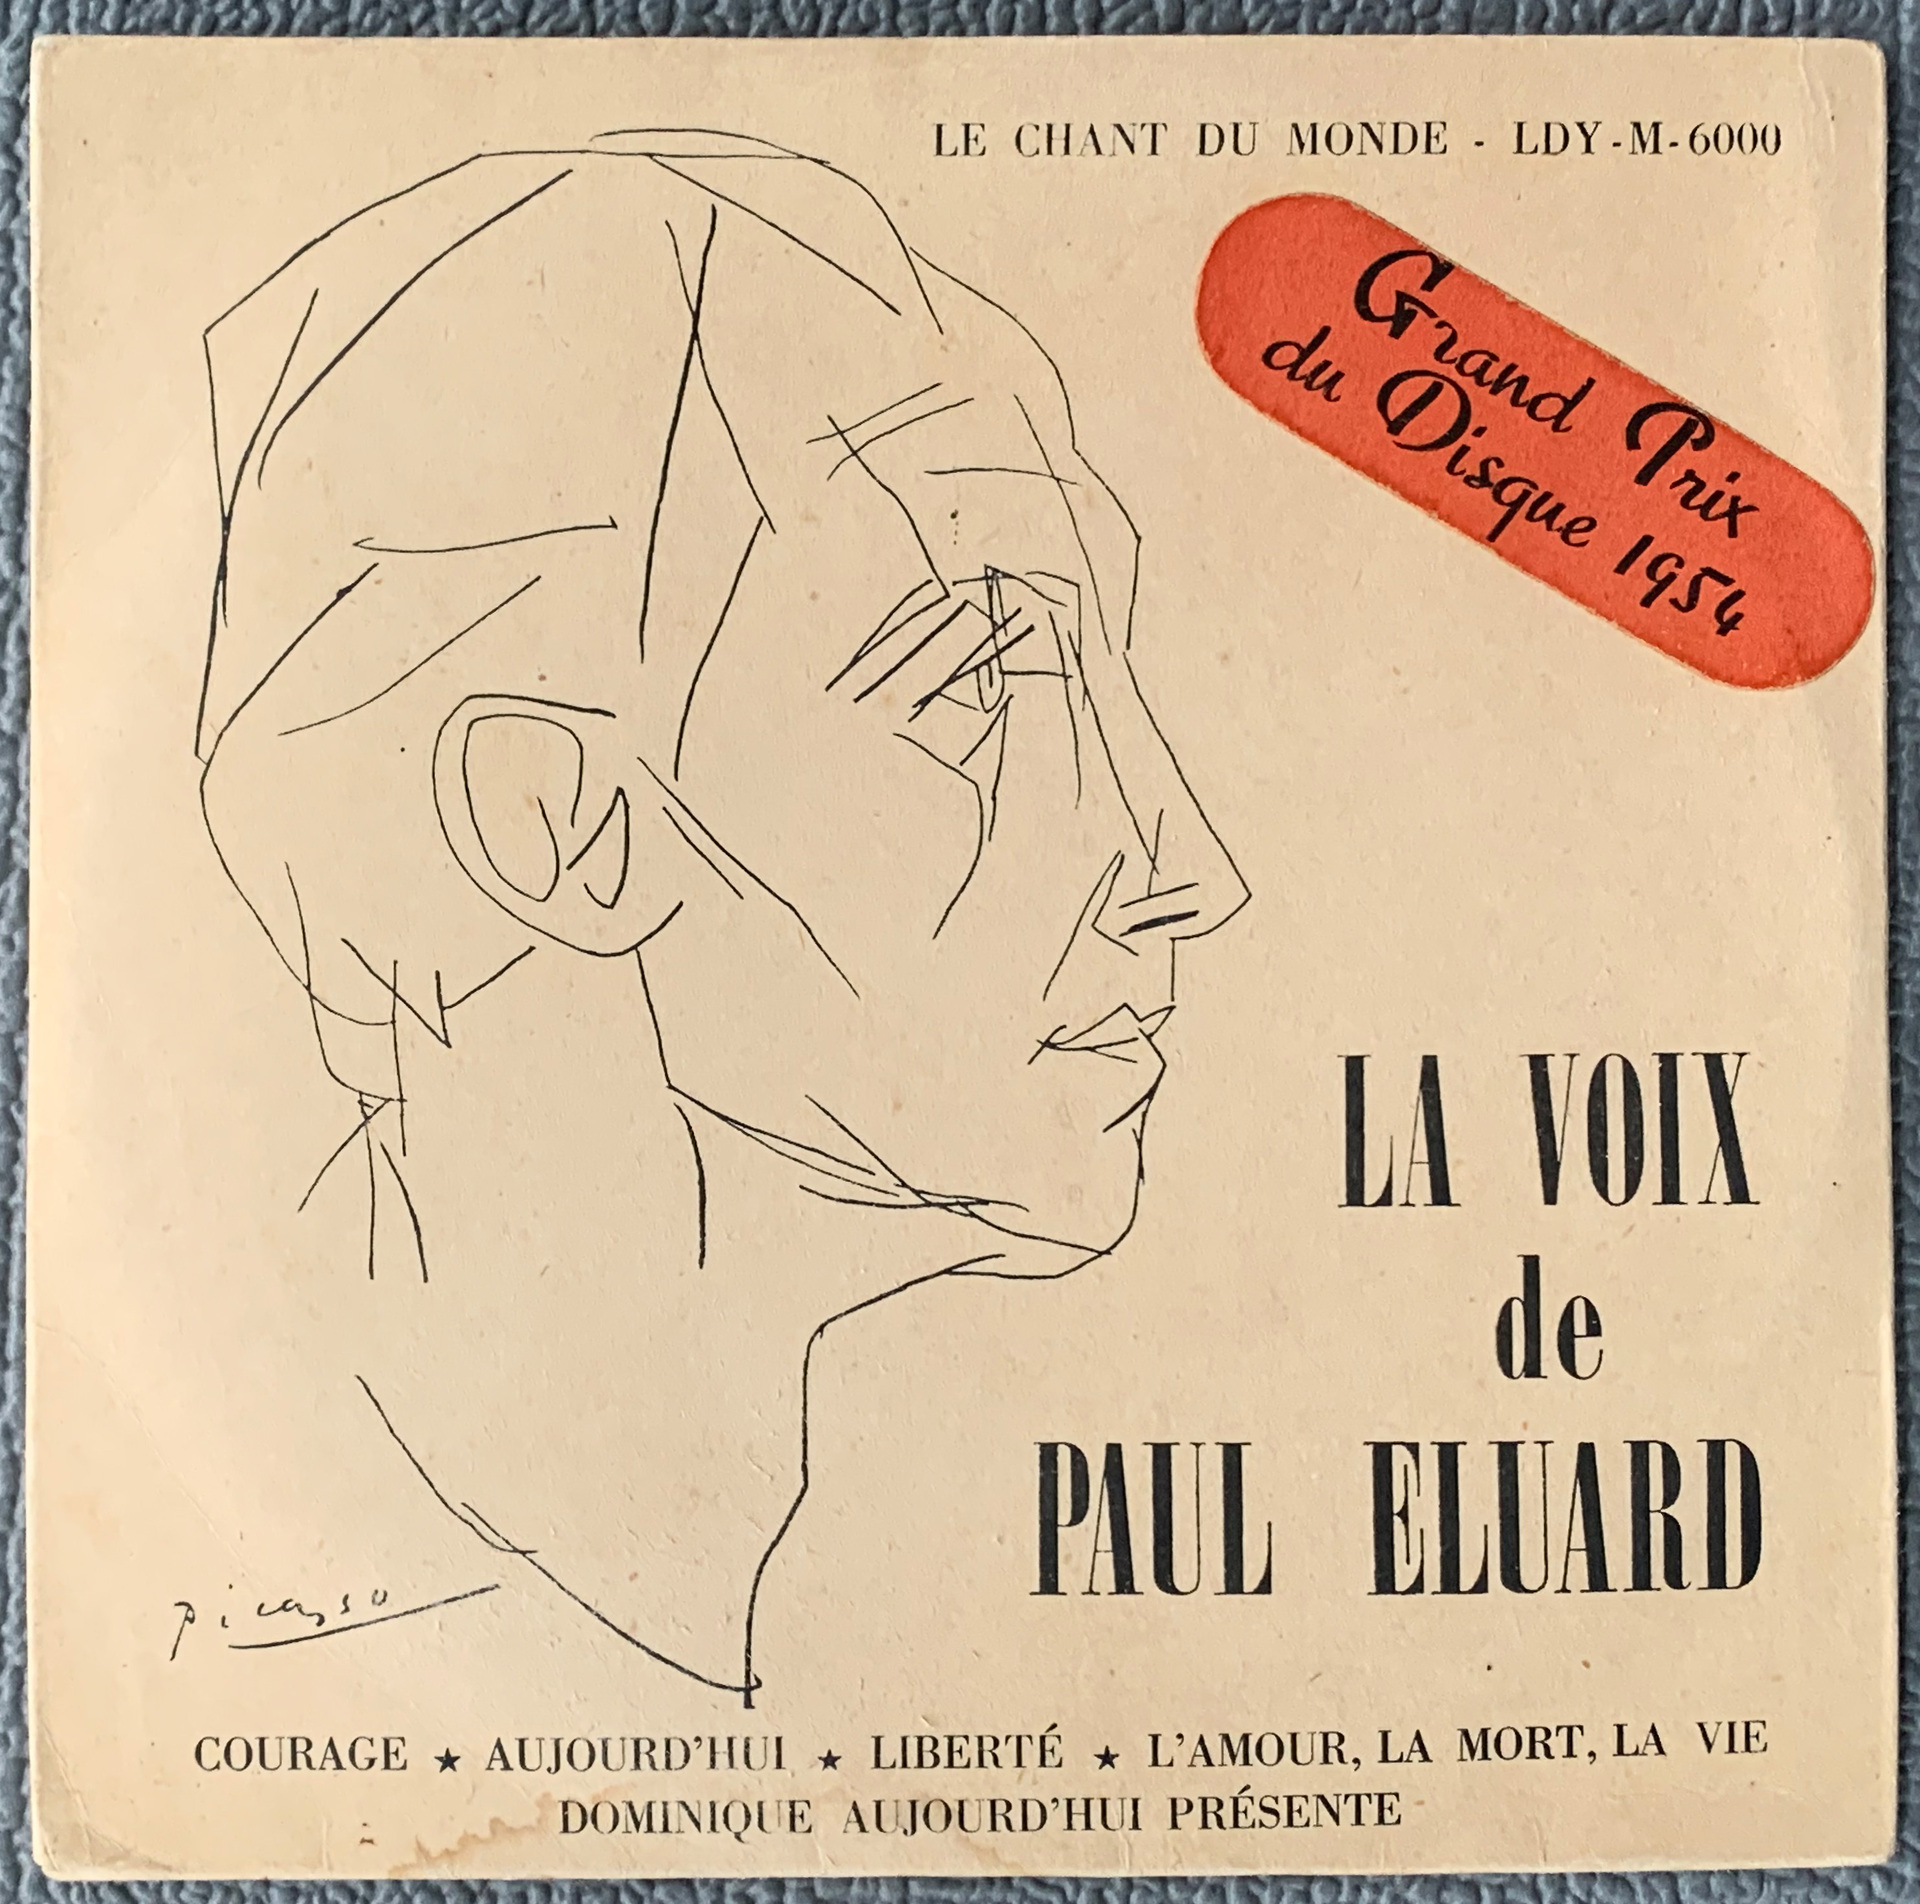 LE CHANT DU MONDE - LDY-M-6000
Grand Prix
du Disque 1954
LA VOIX
de
PAUL ELUARD
picasso
COURAGE ★ AUJOURD'HUI ★ LIBERTÉ ★ L'AMOUR, LA MORT, LA VIE
DOMINIQUE AUJOURD'HUI PRÉSENTE